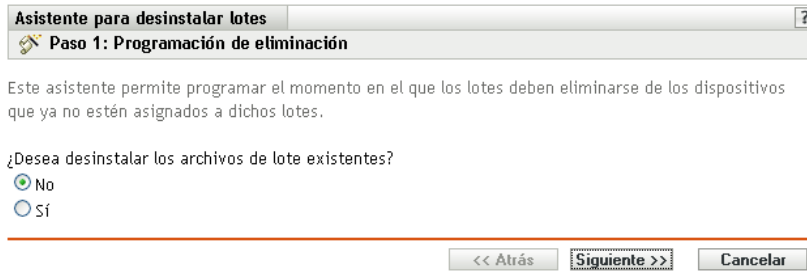 Asistente para desinstalar lotes
?
Paso 1: Programación de eliminación
Este asistente permite programar el momento en el que los lotes deben eliminarse de los dispositivos
que ya no estén asignados a dichos lotes.
¿Desea desinstalar los archivos de lote existentes?
No
Sí
<< Atrás Siguiente >> Cancelar